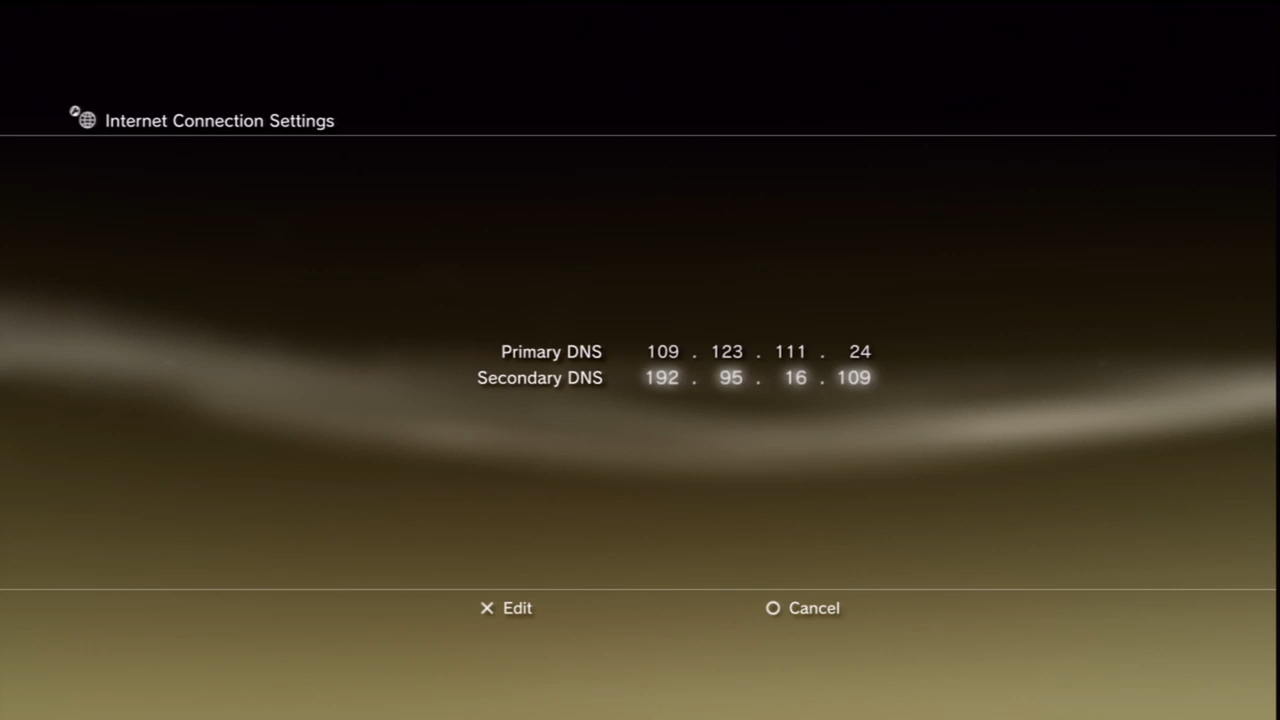 Internet Connection Settings
Primary DNS 109 . 123 . 111 . 24
Secondary DNS 192 . 95 . 16 . 109
X Edit
O Cancel